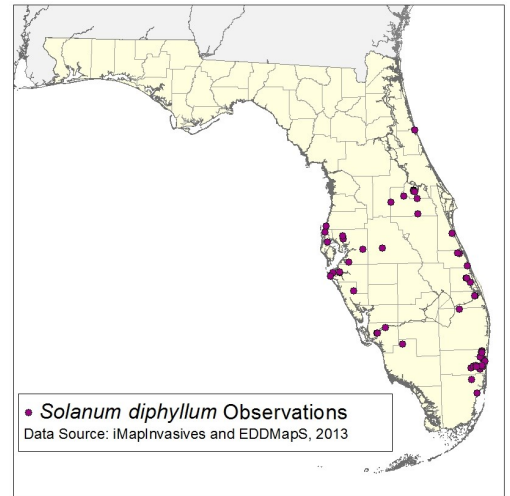 Solanum diphyllum Observations
Data Source: iMapInvasives and EDDMapS, 2013